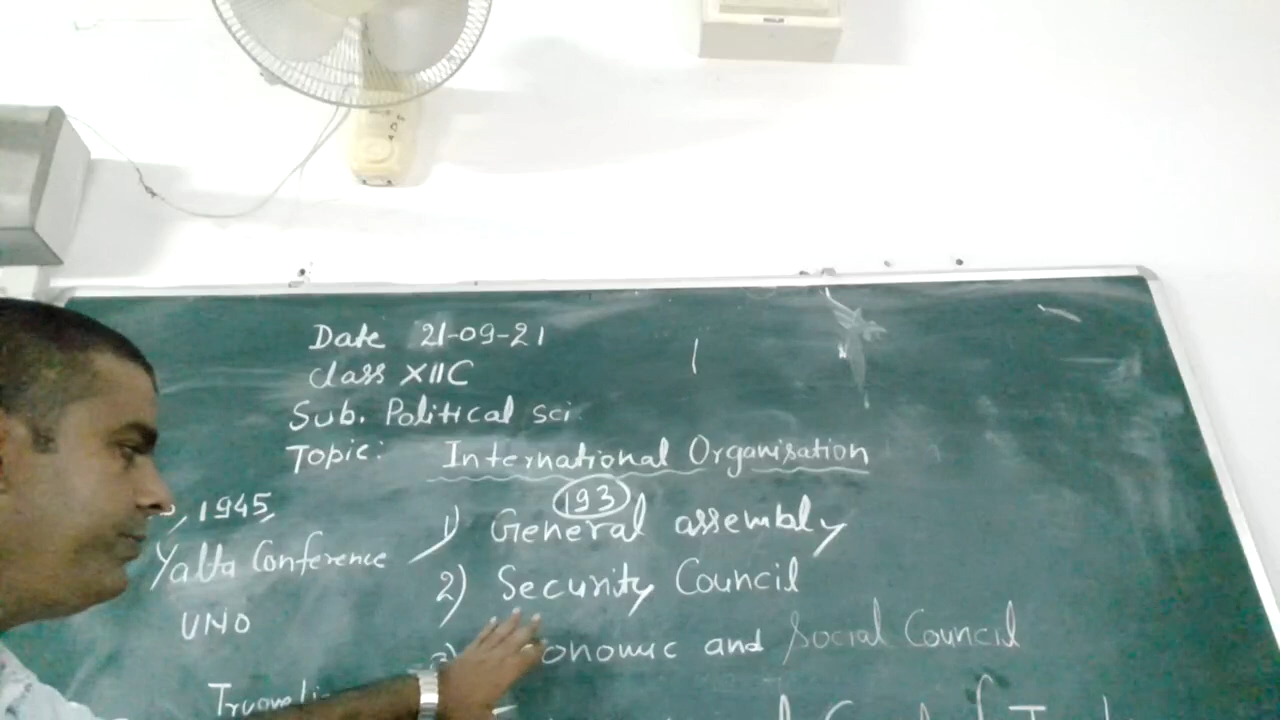 Date 21-09-21
Class XIIC
Sub. Political sci.
Topic: International Organisation
193
, 1945,
1) General assembly
Yalta Conference
2) Security Council
UNO
3) onomic and Social Council